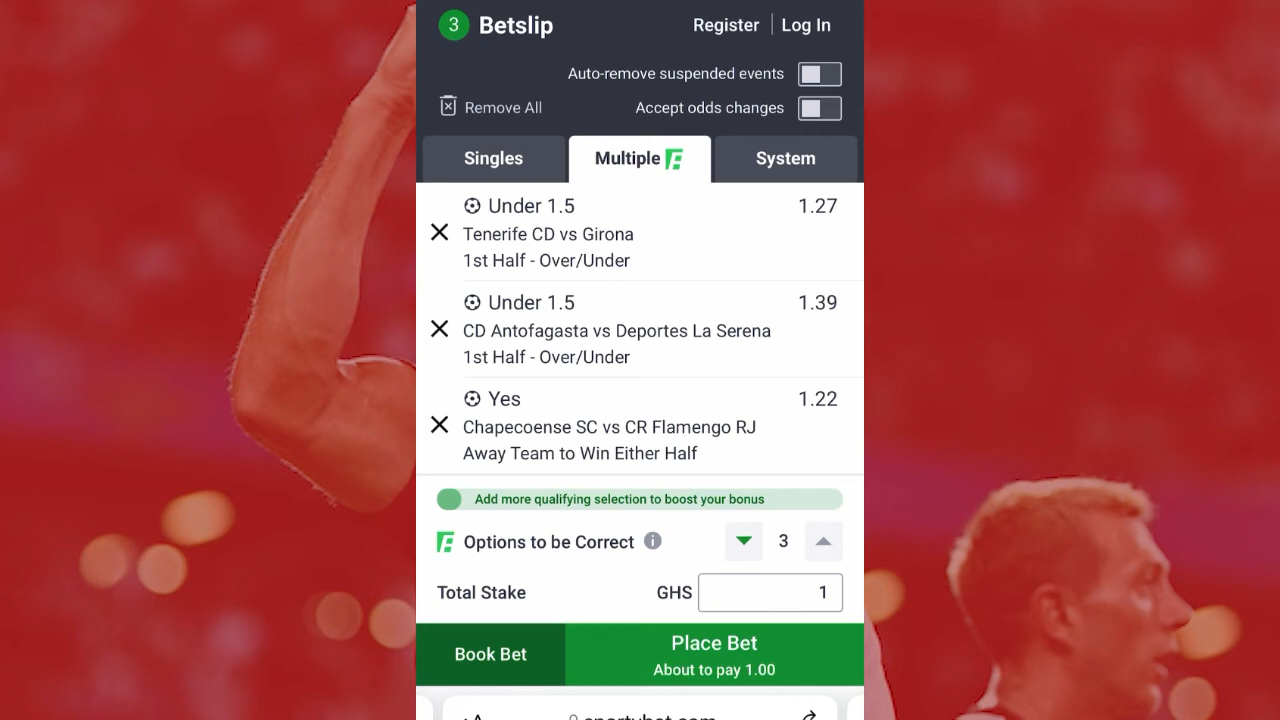 3 Betslip Register Log In
Auto-remove suspended events
Remove All Accept odds changes
Singles Multiple System
Under 1.5 1.27
Tenerife CD vs Girona
1st Half - Over/Under
Under 1.5 1.39
CD Antofagasta vs Deportes La Serena
1st Half - Over/Under
Yes 1.22
Chapecoense SC vs CR Flamengo RJ
Away Team to Win Either Half
Add more qualifying selection to boost your bonus
Options to be Correct 3
Total Stake GHS 1
Book Bet Place Bet
About to pay 1.00
sportybet.com